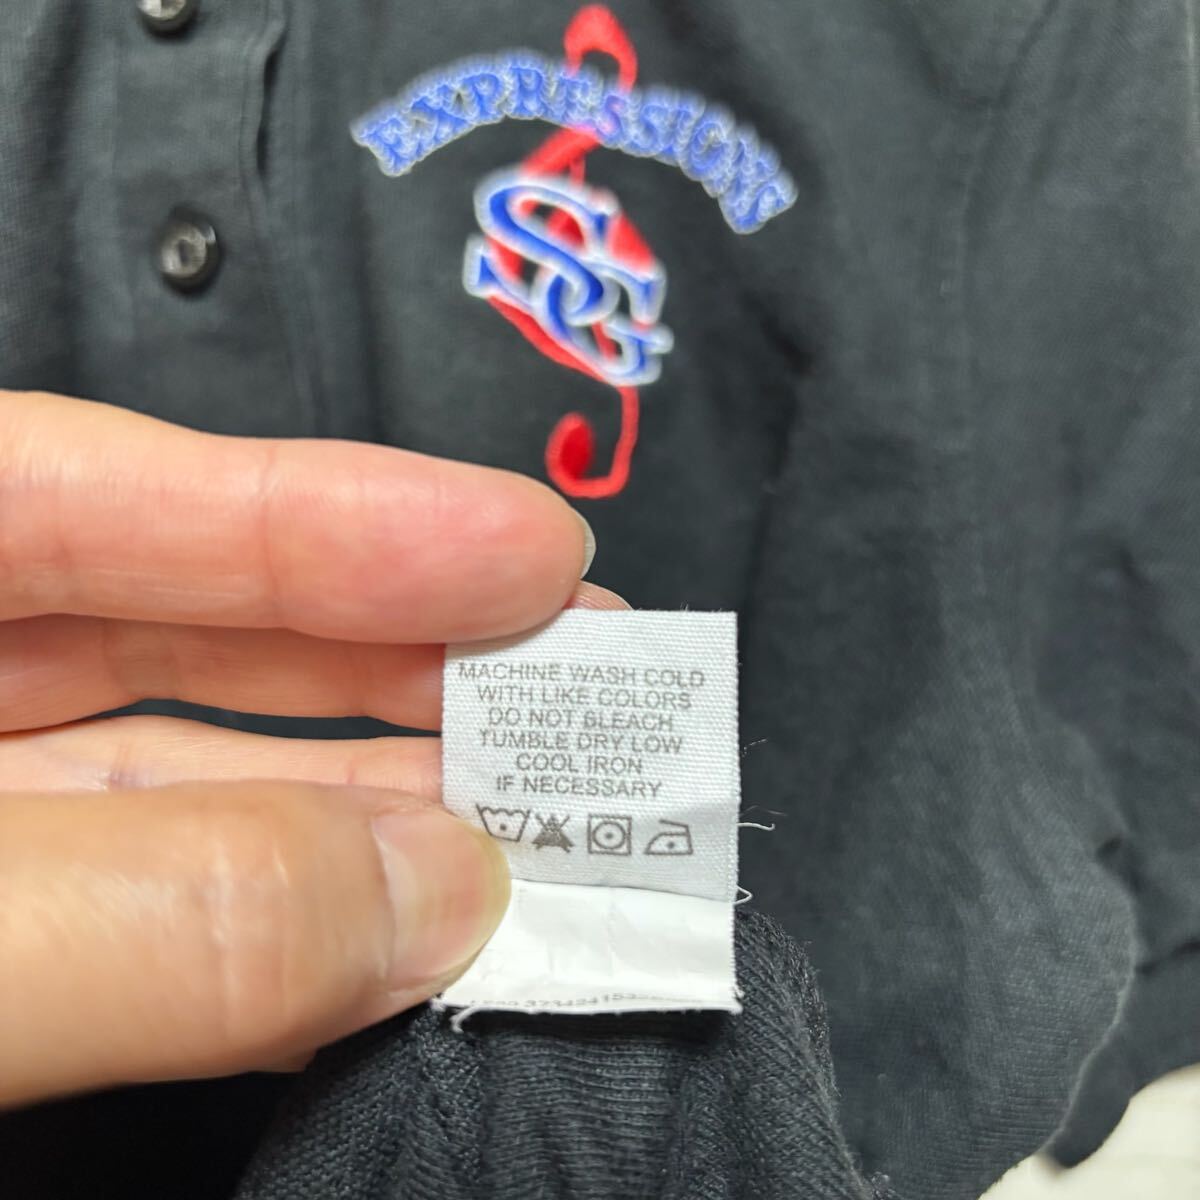 EXPRESSIONS
SG
MACHINE WASH COLD
WITH LIKE COLORS
DO NOT BLEACH
TUMBLE DRY LOW
COOL IRON
IF NECESSARY